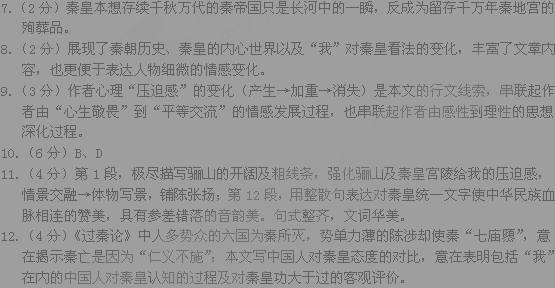 7.（2 分）秦皇本想存续千秋万代的秦帝国只是长河中的一瞬，反成为留存千万年秦地宫的
殉葬品。
8.（2 分）展现了秦朝历史、秦皇的内心世界以及“我”对秦皇看法的变化，丰富了文章内
容，也更便于表达人物细微的情感变化。
9.（3 分）作者心理“压迫感”的变化（产生→加重→消失）是本文的行文线索，串联起作
者由“心生敬畏”到“平等交流”的情感发展过程，也串联起作者由感性到理性的思想
深化过程。
10.（6 分）B、D
11.（4 分）第 1 段，极尽描写骊山的开阔及粗线条，强化骊山及秦皇宫陵给我的压迫感，
情景交融→体物写景，铺陈张扬；第 12 段，用整散句表达对秦皇统一文字使中华民族血
脉相连的赞美，具有参差错落的音韵美。句式整齐，文词华美。
12.（4 分）《过秦论》中人多势众的六国为秦所灭，势单力薄的陈涉却使秦“七庙隳”，意
在揭示秦亡是因为“仁义不施”；本文写中国人对秦皇态度的对比，意在表明包括“我”
在内的中国人对秦皇认知的过程及对秦皇功大于过的客观评价。